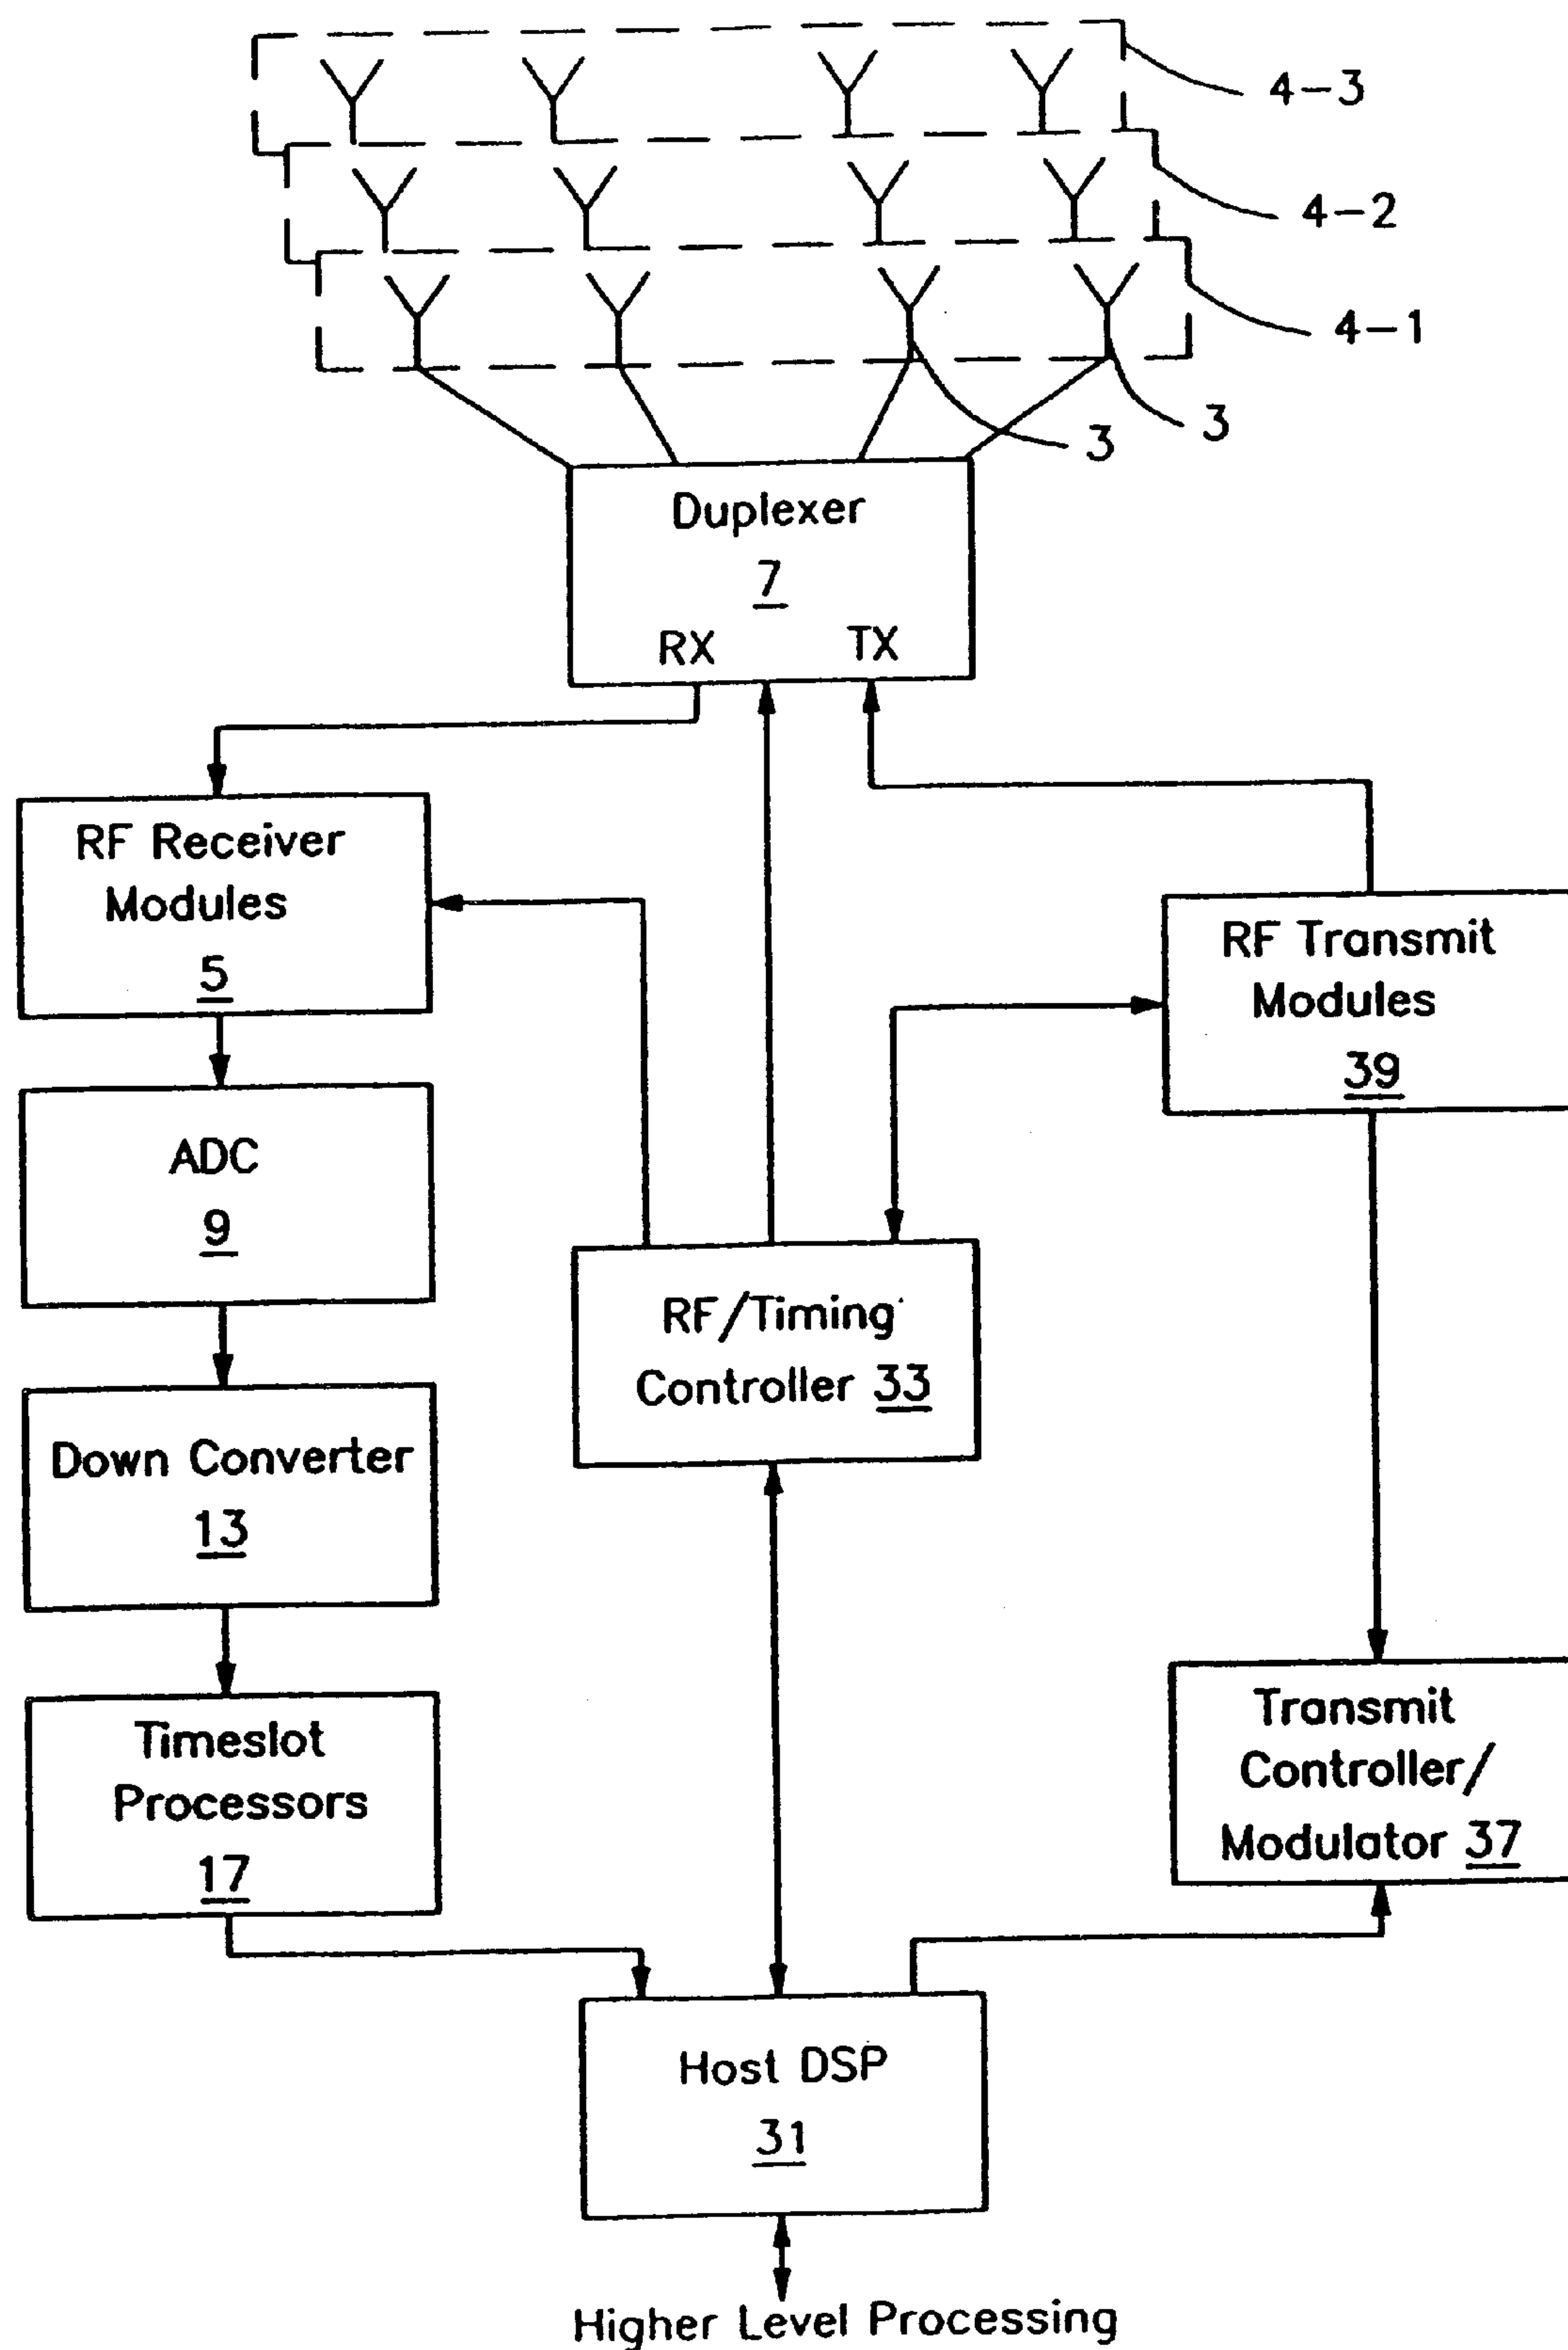 4-3
4-2
4-1
3
3
Duplexer
7
RX TX
RF Receiver
Modules
5
RF Transmit
Modules
39
ADC
9
RF/Timing
Controller 33
Down Converter
13
Timeslot
Processors
17
Transmit
Controller/
Modulator 37
Host DSP
31
Higher Level Processing